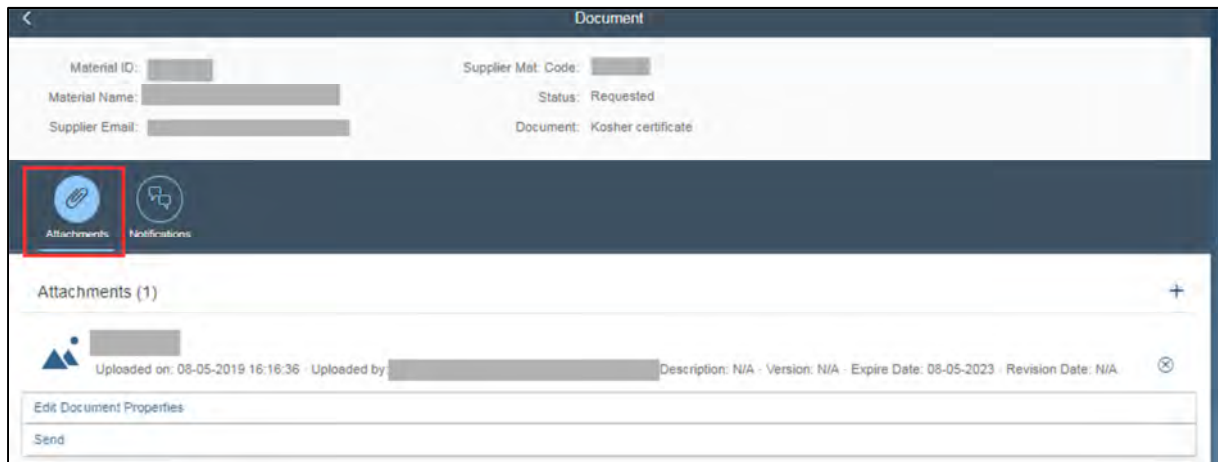 Document
Material ID:
Supplier Mat. Code:
Material Name:
Status: Requested
Supplier Email:
Document: Kosher certificate
Attachments
Notifications
Attachments (1)
Uploaded on: 08-05-2019 16:16:36 · Uploaded by: Description: N/A · Version: N/A · Expire Date: 08-05-2023 · Revision Date: N/A
Edit Document Properties
Send